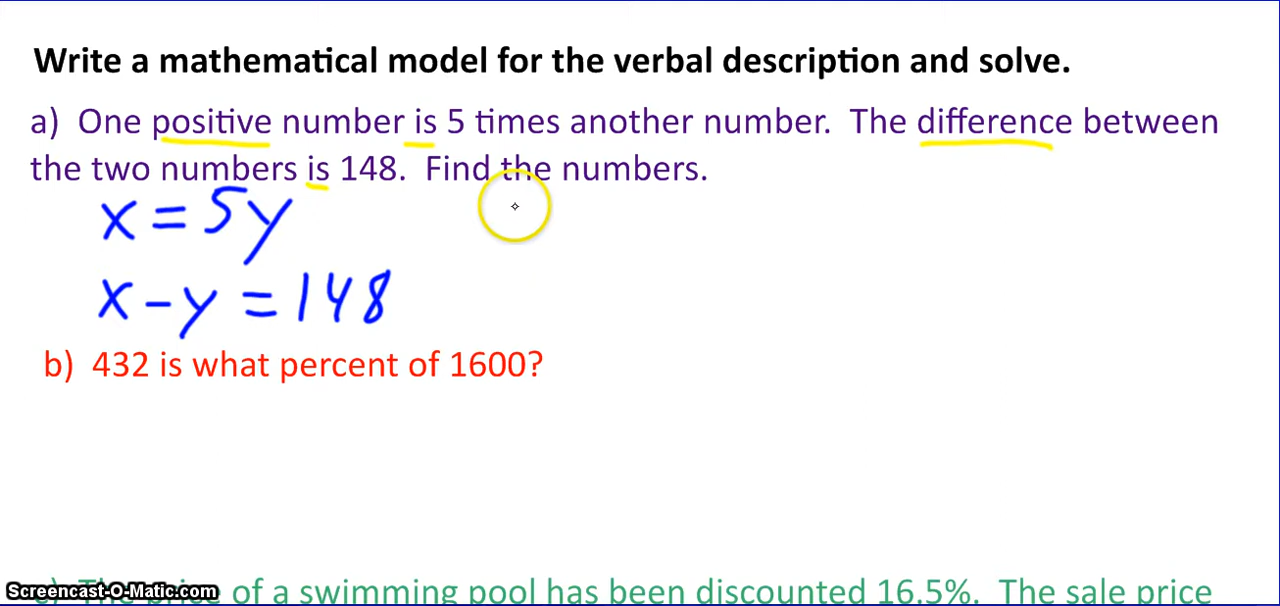 Write a mathematical model for the verbal description and solve.
a) One positive number is 5 times another number. The difference between
the two numbers is 148. Find the numbers.
x = 5y
x - y = 148
b) 432 is what percent of 1600?
c) The price of a swimming pool has been discounted 16.5%. The sale price
Screencast-O-Matic.com